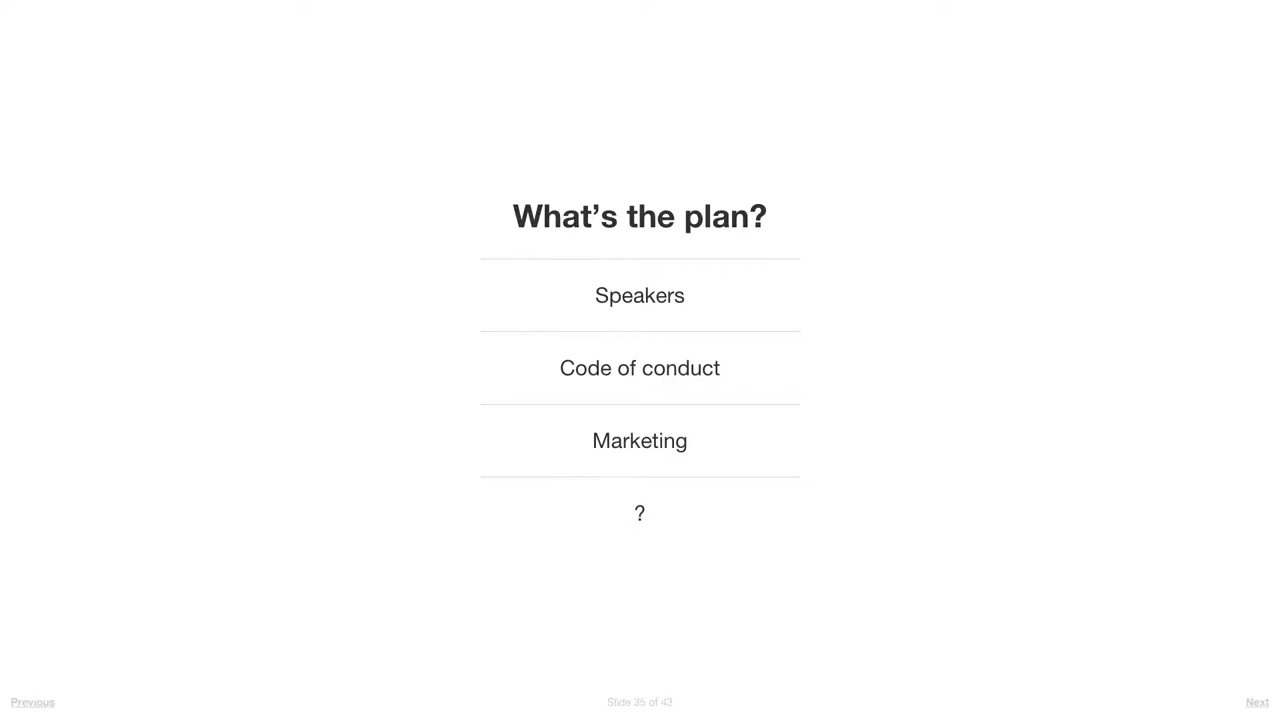 What’s the plan?
Speakers
Code of conduct
Marketing
?
Previous
Slide 35 of 43
Next